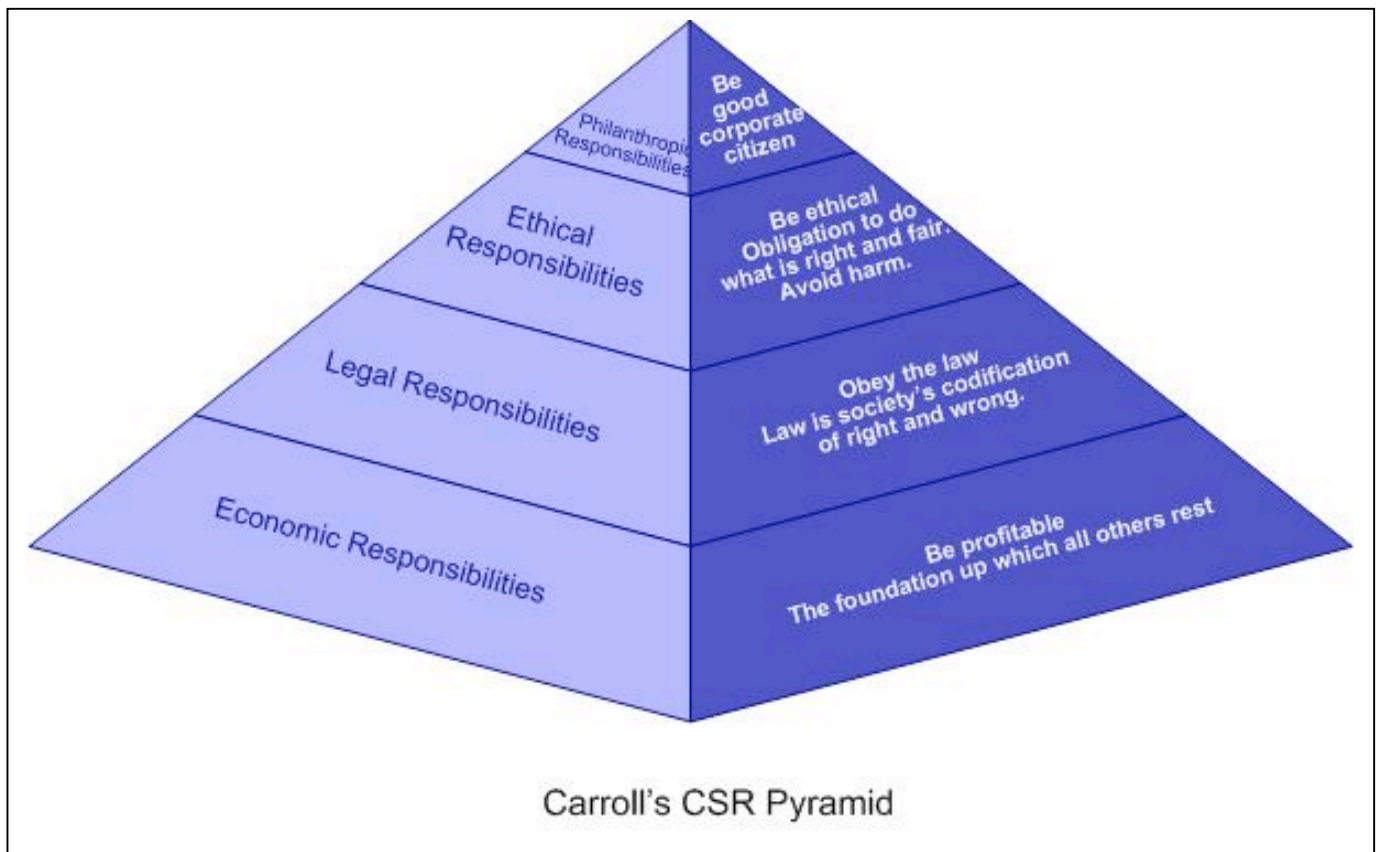 Philanthropic
Responsibilities
Be
good
corporate
citizen
Ethical
Responsibilities
Be ethical
Obligation to do
what is right and fair.
Avoid harm.
Legal Responsibilities
Obey the law
Law is society's codification
of right and wrong.
Economic Responsibilities
Be profitable
The foundation up which all others rest
Carroll's CSR Pyramid